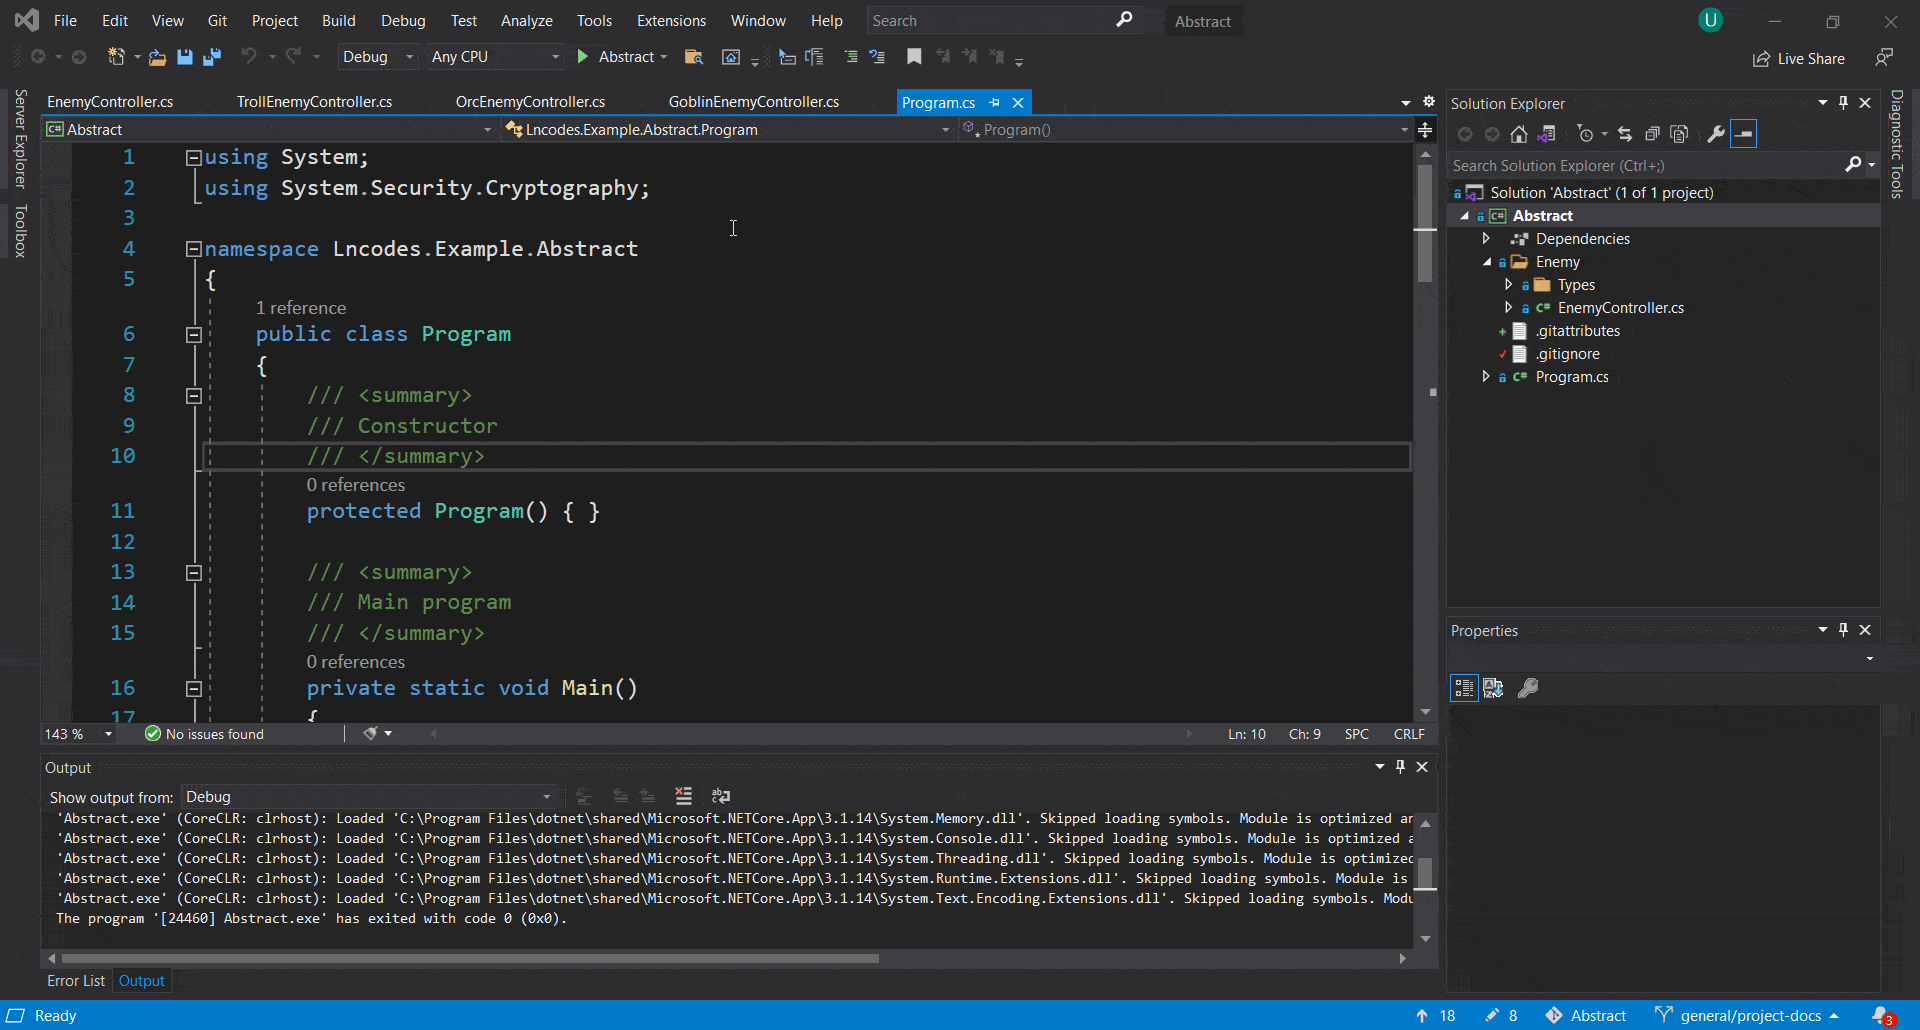 File Edit View Git Project Build Debug Test Analyze Tools Extensions Window Help Search Abstract U
Debug Any CPU Abstract Live Share
Server Explorer
Toolbox
EnemyController.cs TrollEnemyController.cs OrcEnemyController.cs GoblinEnemyController.cs Program.cs
C# Abstract Lncodes.Example.Abstract.Program Program()
1 using System;
2 using System.Security.Cryptography;
3
4 namespace Lncodes.Example.Abstract
5 {
1 reference
6 public class Program
7 {
8 /// <summary>
9 /// Constructor
10 /// </summary>
0 references
11 protected Program() { }
12
13 /// <summary>
14 /// Main program
15 /// </summary>
0 references
16 private static void Main()
17 {
143 % No issues found Ln: 10 Ch: 9 SPC CRLF
Output
Show output from: Debug
'Abstract.exe' (CoreCLR: clrhost): Loaded 'C:\Program Files\dotnet\shared\Microsoft.NETCore.App\3.1.14\System.Memory.dll'. Skipped loading symbols. Module is optimized
'Abstract.exe' (CoreCLR: clrhost): Loaded 'C:\Program Files\dotnet\shared\Microsoft.NETCore.App\3.1.14\System.Console.dll'. Skipped loading symbols. Module is optimized
'Abstract.exe' (CoreCLR: clrhost): Loaded 'C:\Program Files\dotnet\shared\Microsoft.NETCore.App\3.1.14\System.Threading.dll'. Skipped loading symbols. Module is optimized
'Abstract.exe' (CoreCLR: clrhost): Loaded 'C:\Program Files\dotnet\shared\Microsoft.NETCore.App\3.1.14\System.Runtime.Extensions.dll'. Skipped loading symbols. Module is
'Abstract.exe' (CoreCLR: clrhost): Loaded 'C:\Program Files\dotnet\shared\Microsoft.NETCore.App\3.1.14\System.Text.Encoding.Extensions.dll'. Skipped loading symbols.
The program '[24460] Abstract.exe' has exited with code 0 (0x0).
Error List Output
Solution Explorer
Search Solution Explorer (Ctrl+;)
Solution 'Abstract' (1 of 1 project)
C# Abstract
Dependencies
Enemy
Types
C# EnemyController.cs
.gitattributes
.gitignore
C# Program.cs
Properties
Diagnostic Tools
Ready 18 8 Abstract general/project-docs 3